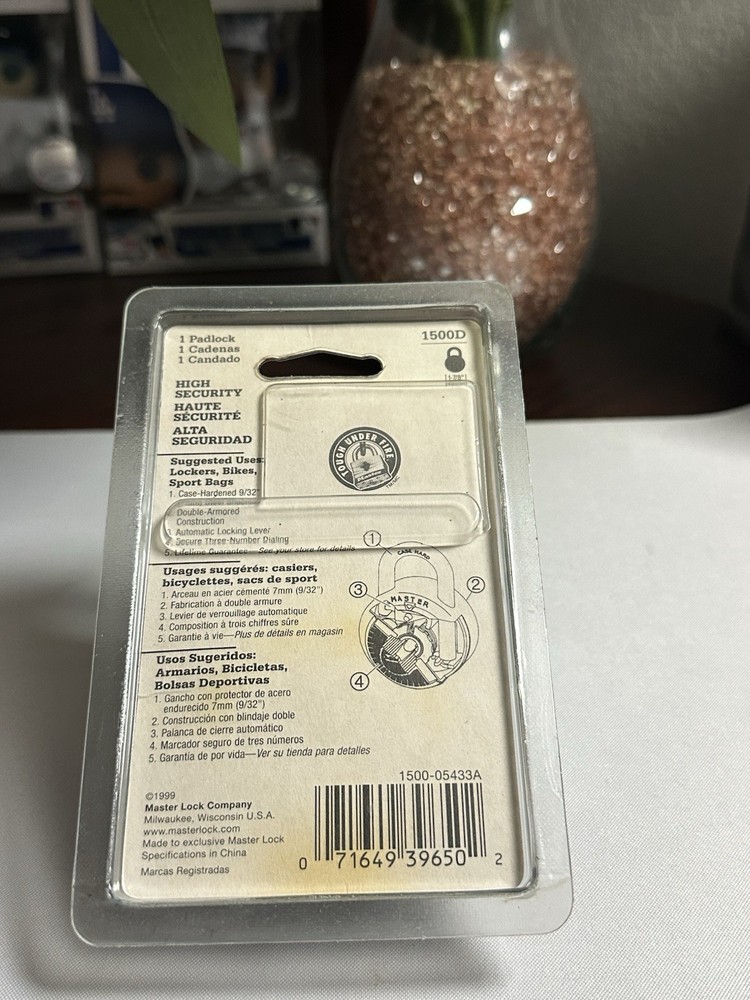 1 Padlock
1 Cadenas
1 Candado
1500D
1-7/8"
HIGH
SECURITY
HAUTE
SÉCURITÉ
ALTA
SEGURIDAD
TOUGH UNDER FIRE
Master
Suggested Uses:
Lockers, Bikes,
Sport Bags
1. Case-Hardened 9/32"
Double-Armored
Construction
3. Automatic Locking Lever
4. Secure Three-Number Dialing
5. Lifetime Guarantee—See your store for details
Usages suggérés: casiers,
bicyclettes, sacs de sport
1. Arceau en acier cémenté 7mm (9/32")
2. Fabrication à double armure
3. Levier de verrouillage automatique
4. Composition à trois chiffres sûre
5. Garantie à vie—Plus de détails en magasin
Usos Sugeridos:
Armarios, Bicicletas,
Bolsas Deportivas
1. Gancho con protector de acero
endurecido 7mm (9/32")
2. Construcción con blindaje doble
3. Palanca de cierre automático
4. Marcador seguro de tres números
5. Garantía de por vida—Ver su tienda para detalles
1
CASE HARD
2
3
MASTER
4
1500-05433A
©1999
Master Lock Company
Milwaukee, Wisconsin U.S.A.
www.masterlock.com
Made to exclusive Master Lock
Specifications in China
Marcas Registradas
0 71649 39650 2
LA